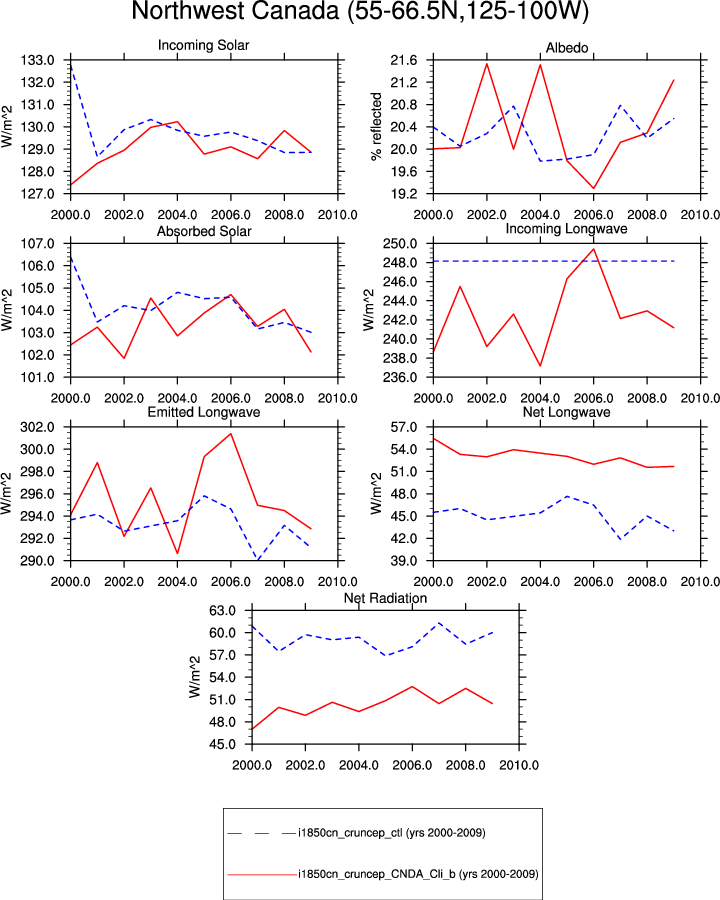 Northwest Canada (55-66.5N,125-100W)
Incoming Solar
W/m^2
133.0
132.0
131.0
130.0
129.0
128.0
127.0
2000.0 2002.0 2004.0 2006.0 2008.0 2010.0
Albedo
% reflected
21.6
21.2
20.8
20.4
20.0
19.6
19.2
2000.0 2002.0 2004.0 2006.0 2008.0 2010.0
Absorbed Solar
W/m^2
107.0
106.0
105.0
104.0
103.0
102.0
101.0
2000.0 2002.0 2004.0 2006.0 2008.0 2010.0
Incoming Longwave
W/m^2
250.0
248.0
246.0
244.0
242.0
240.0
238.0
236.0
2000.0 2002.0 2004.0 2006.0 2008.0 2010.0
Emitted Longwave
W/m^2
302.0
300.0
298.0
296.0
294.0
292.0
290.0
2000.0 2002.0 2004.0 2006.0 2008.0 2010.0
Net Longwave
W/m^2
57.0
54.0
51.0
48.0
45.0
42.0
39.0
2000.0 2002.0 2004.0 2006.0 2008.0 2010.0
Net Radiation
W/m^2
63.0
60.0
57.0
54.0
51.0
48.0
45.0
2000.0 2002.0 2004.0 2006.0 2008.0 2010.0
i1850cn_cruncep_ctl (yrs 2000-2009)
i1850cn_cruncep_CNDA_Cli_b (yrs 2000-2009)